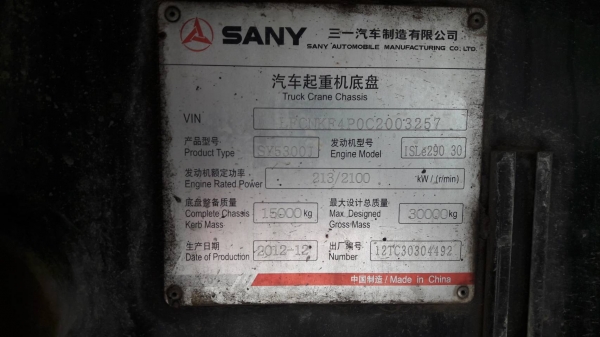 SANY 三一汽车制造有限公司
SANY AUTOMOBILE MANUFACTURING CO., LTD.
汽车起重机底盘
Truck Crane Chassis
VIN LFCNKF4P0C2003257
产品型号 SY5300T 发动机型号 ISLe290 30
Product Type Engine Model
发动机额定功率 213/2100 kW / (r/min)
Engine Rated Power
底盘整备质量 15000 kg 最大设计总质量 30000 kg
Complete Chassis Max. Designed
Kerb Mass Gross Mass
生产日期 2012-12 出厂编号 12TC30304492
Date of Production Number
中国制造 / Made in China